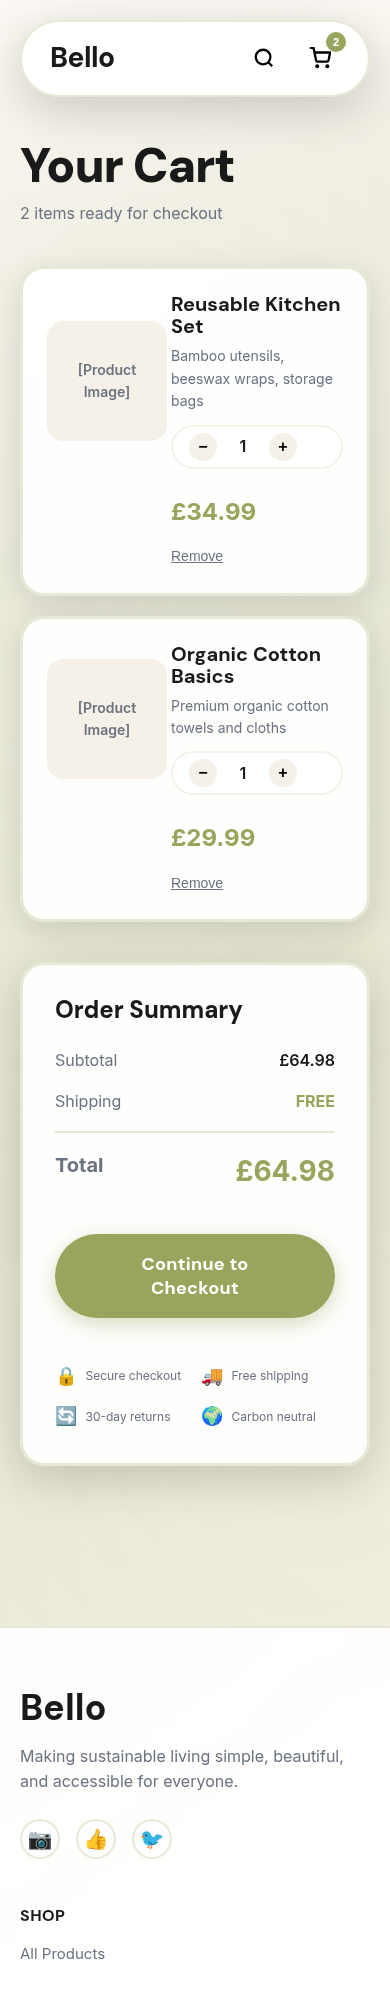 Bello
2
Your Cart
2 items ready for checkout
[Product
Image]
Reusable Kitchen
Set
Bamboo utensils,
beeswax wraps, storage
bags
− 1 +
£34.99
Remove
[Product
Image]
Organic Cotton
Basics
Premium organic cotton
towels and cloths
− 1 +
£29.99
Remove
Order Summary
Subtotal £64.98
Shipping FREE
Total £64.98
Continue to
Checkout
Secure checkout Free shipping
30-day returns Carbon neutral
Bello
Making sustainable living simple, beautiful,
and accessible for everyone.
SHOP
All Products